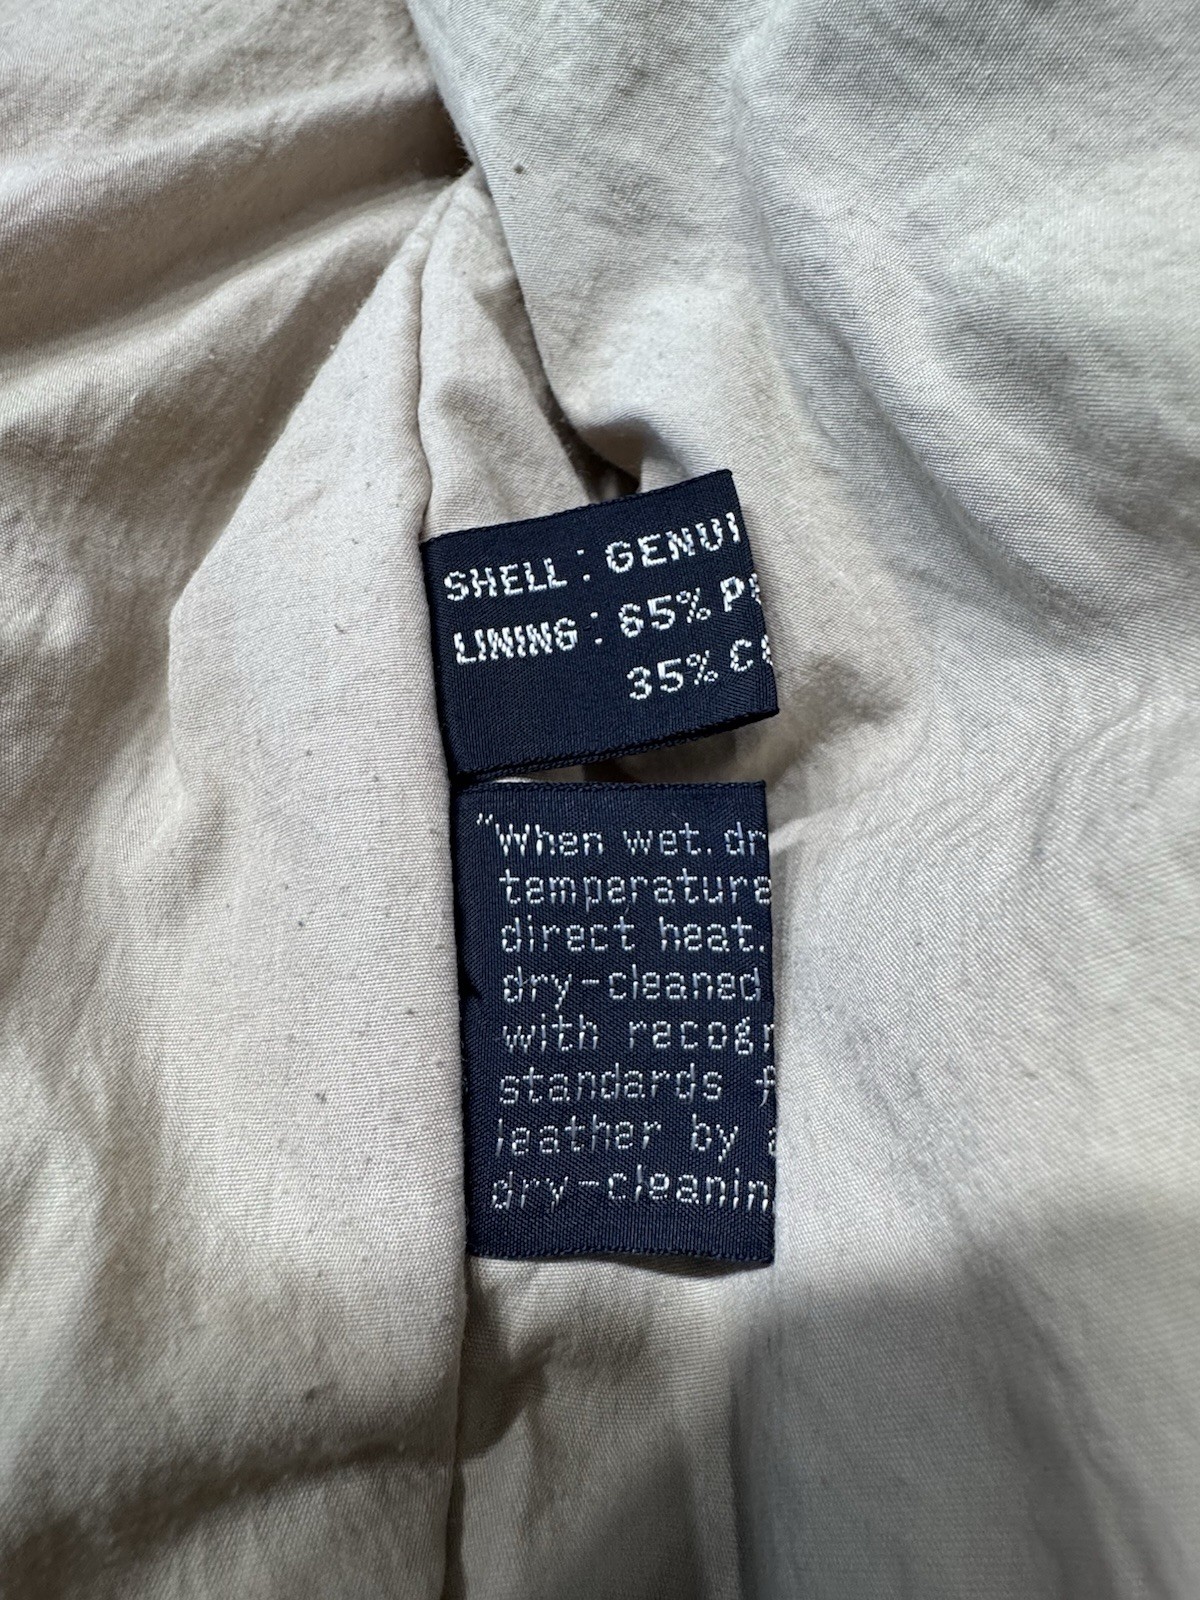 SHELL: GENUI
LINING: 65% P
35% C
"When wet. dr
temperature
direct heat.
dry-cleaned
with recogn
standards f
leather by a
dry-cleanin